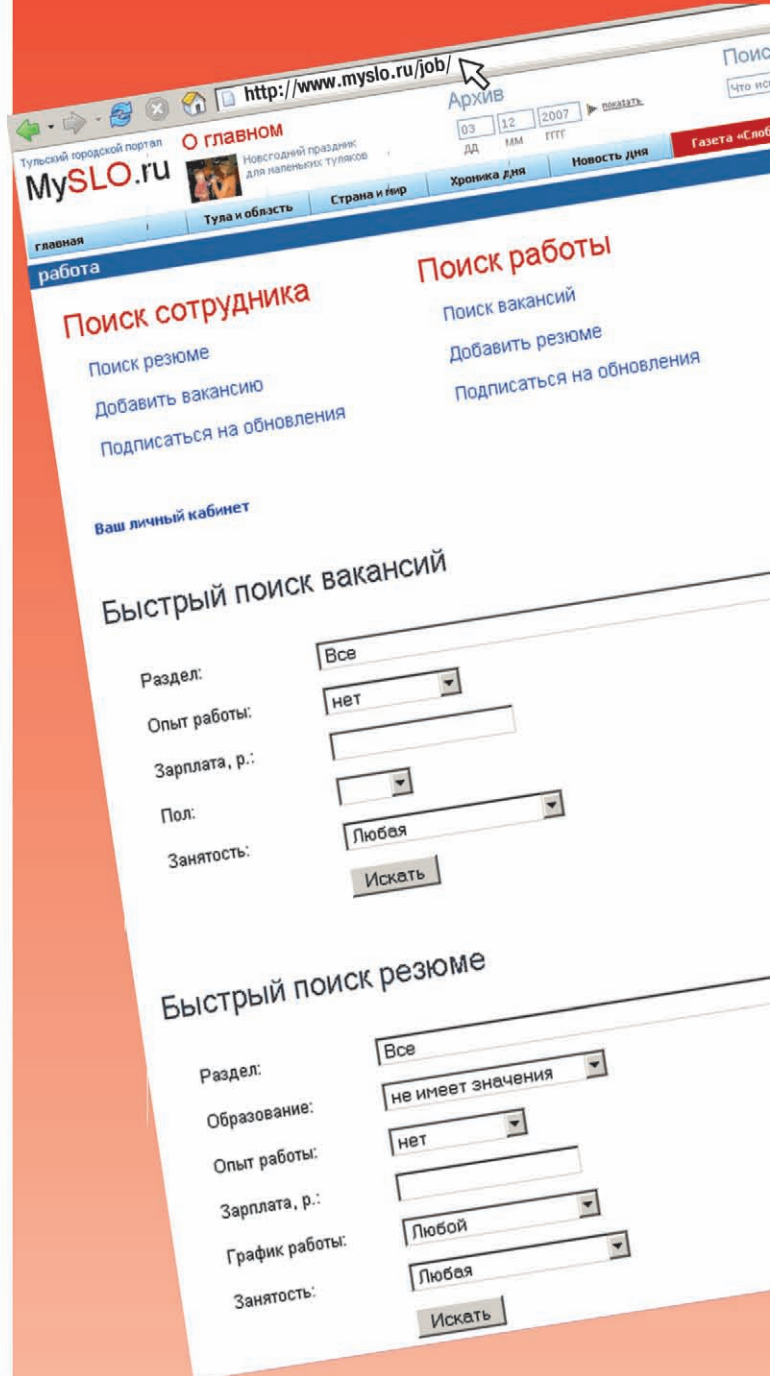 http://www.myslo.ru/job/
Тульский городской портал
MySLO.ru
О главном
Новогодний праздник
для маленьких туляков
Архив
03 12 2007 показать
ДД ММ ГГГГ
главная
Тула и область
Страна и мир
Хроника дня
Новость дня
работа
Поиск сотрудника
Поиск резюме
Добавить вакансию
Подписаться на обновления
Поиск работы
Поиск вакансий
Добавить резюме
Подписаться на обновления
Ваш личный кабинет
Быстрый поиск вакансий
Раздел: Все
Опыт работы: нет
Зарплата, р.:
Пол:
Занятость: Любая
Искать
Быстрый поиск резюме
Раздел: Все
Образование: не имеет значения
Опыт работы: нет
Зарплата, р.:
График работы: Любой
Занятость: Любая
Искать